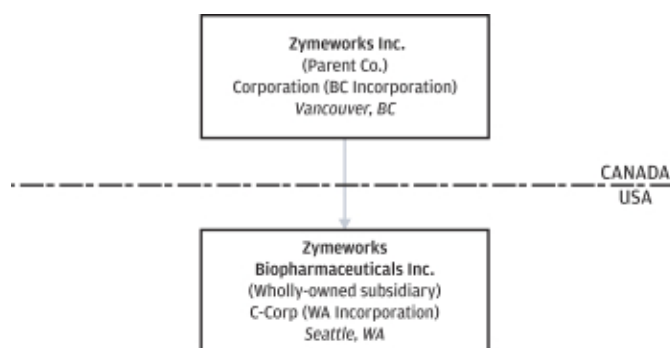 Zymeworks Inc.
(Parent Co.)
Corporation (BC Incorporation)
Vancouver, BC
CANADA
USA
Zymeworks
Biopharmaceuticals Inc.
(Wholly-owned subsidiary)
C-Corp (WA Incorporation)
Seattle, WA